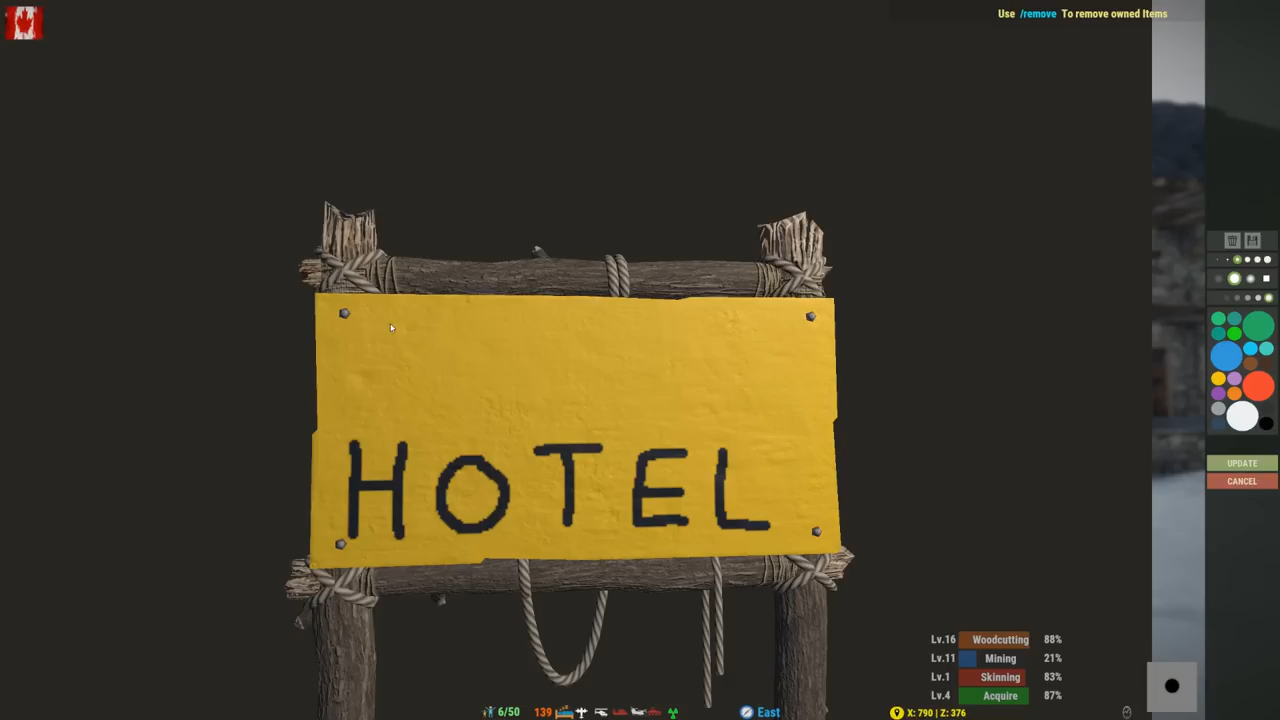 Use /remove To remove owned Items
HOTEL
UPDATE
CANCEL
Lv.16 Woodcutting 88%
Lv.11 Mining 21%
Lv.1 Skinning 83%
Lv.4 Acquire 87%
6/50 139 East X: 790 | Z: 376